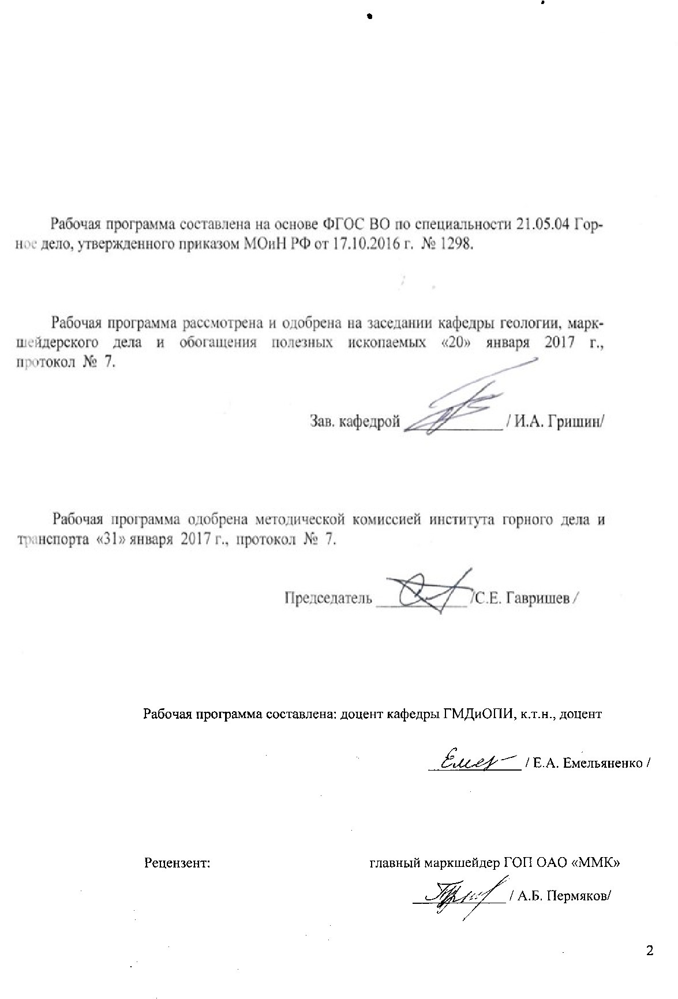 Рабочая программа составлена на основе ФГОС ВО по специальности 21.05.04 Гор-
ное дело, утвержденного приказом МОиН РФ от 17.10.2016 г. № 1298.
Рабочая программа рассмотрена и одобрена на заседании кафедры геологии, марк-
шейдерского дела и обогащения полезных ископаемых «20» января 2017 г.,
протокол № 7.
Зав. кафедрой ____________ / И.А. Гришин/
Рабочая программа одобрена методической комиссией института горного дела и
транспорта «31» января 2017 г., протокол № 7.
Председатель ____________ /С.Е. Гавришев /
Рабочая программа составлена: доцент кафедры ГМДиОПИ, к.т.н., доцент
____________ / Е.А. Емельяненко /
Рецензент: главный маркшейдер ГОП ОАО «ММК»
____________ / А.Б. Пермяков/
2